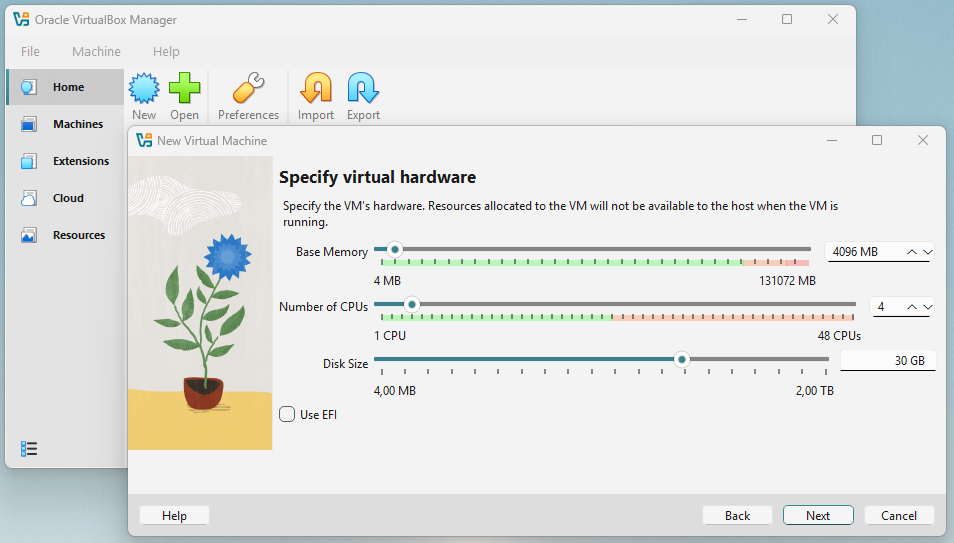 Oracle VirtualBox Manager
File Machine Help
Home
Machines
Extensions
Cloud
Resources
New Open Preferences Import Export
New Virtual Machine
Specify virtual hardware
Specify the VM's hardware. Resources allocated to the VM will not be available to the host when the VM is
running.
Base Memory 4096 MB
4 MB 131072 MB
Number of CPUs 4
1 CPU 48 CPUs
Disk Size 30 GB
4,00 MB 2,00 TB
Use EFI
Help Back Next Cancel